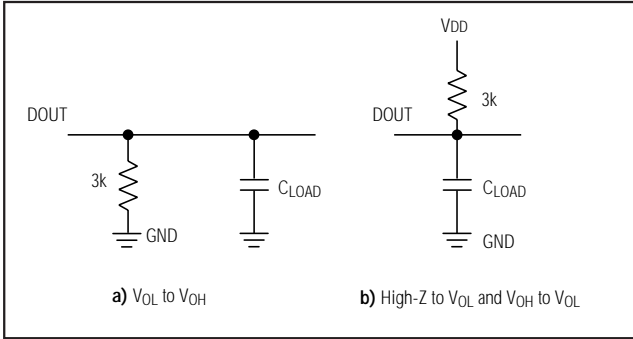 DOUT
3k
GND
CLOAD
a) VOL to VOH
VDD
3k
DOUT
CLOAD
GND
b) High-Z to VOL and VOH to VOL